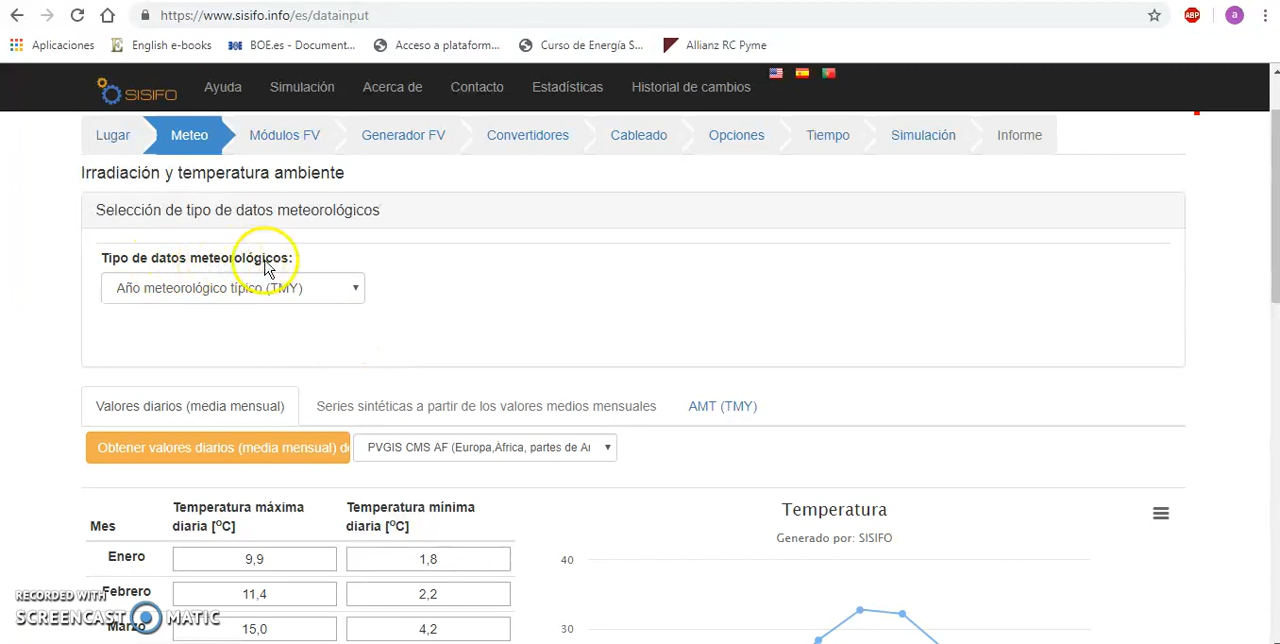 https://www.sisifo.info/es/datainput
ABP
a
Aplicaciones
English e-books
BOE.es - Document...
Acceso a plataform...
Curso de Energía S...
Allianz RC Pyme
SISIFO
Ayuda
Simulación
Acerca de
Contacto
Estadísticas
Historial de cambios
Lugar
Meteo
Módulos FV
Generador FV
Convertidores
Cableado
Opciones
Tiempo
Simulación
Informe
Irradiación y temperatura ambiente
Selección de tipo de datos meteorológicos
Tipo de datos meteorológicos:
Año meteorológico típico (TMY)
Valores diarios (media mensual)
Series sintéticas a partir de los valores medios mensuales
AMT (TMY)
Obtener valores diarios (media mensual) de
PVGIS CMS AF (Europa,África, partes de A
Mes
Temperatura máxima diaria [ºC]
Temperatura mínima diaria [ºC]
Temperatura
Generado por: SISIFO
Enero
9,9
1,8
40
Febrero
11,4
2,2
Marzo
15,0
4,2
30
RECORDED WITH
SCREENCAST MATIC